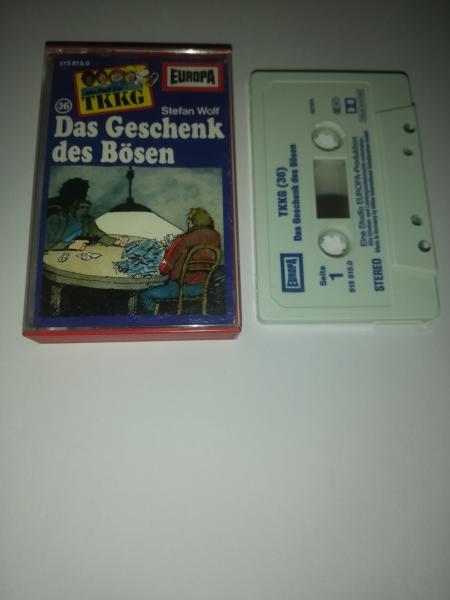 515 815.0
36
TKKG
EUROPA
Stefan Wolf
Das Geschenk
des Bösen
EUROPA
Seite
1
515 815.0
TKKG (36)
Das Geschenk des Bösen
Eine Studio EUROPA-Produktion
STEREO